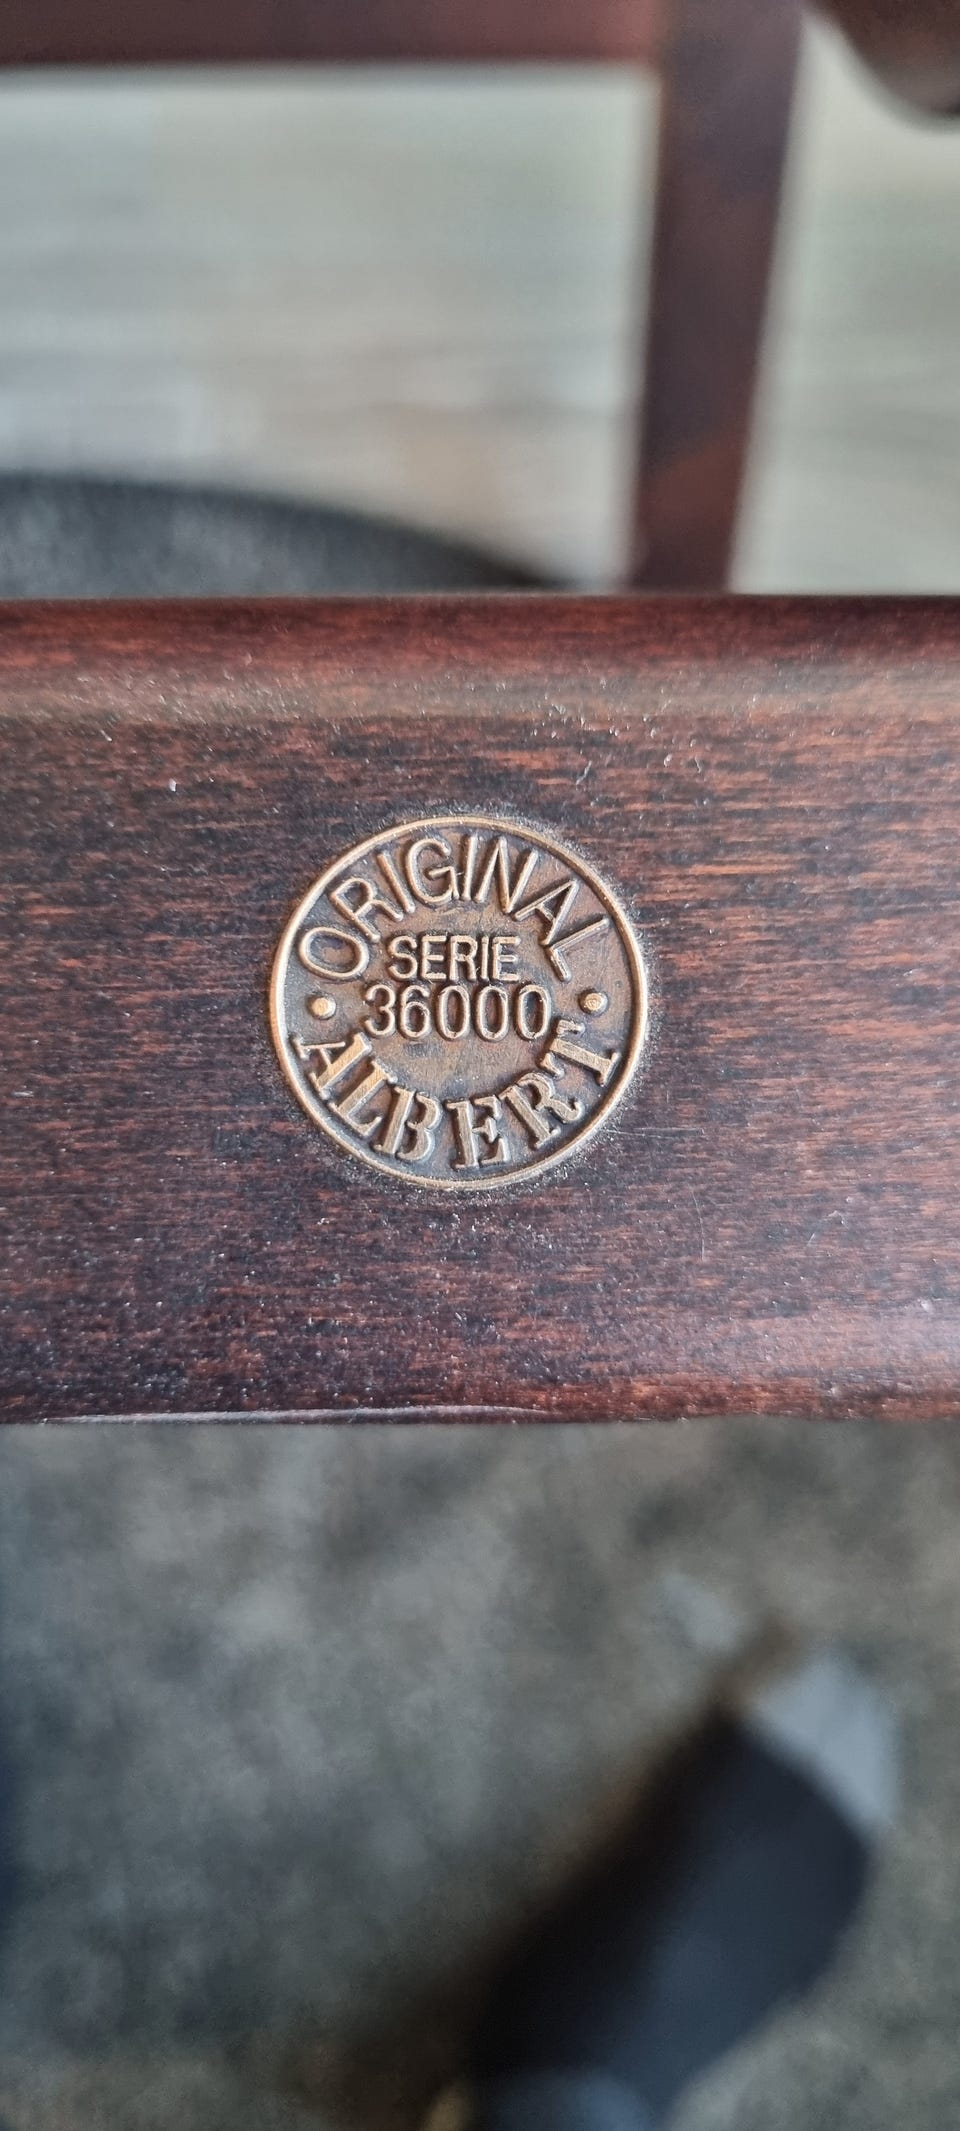 ORIGINAL
SERIE
36000
ALBERT